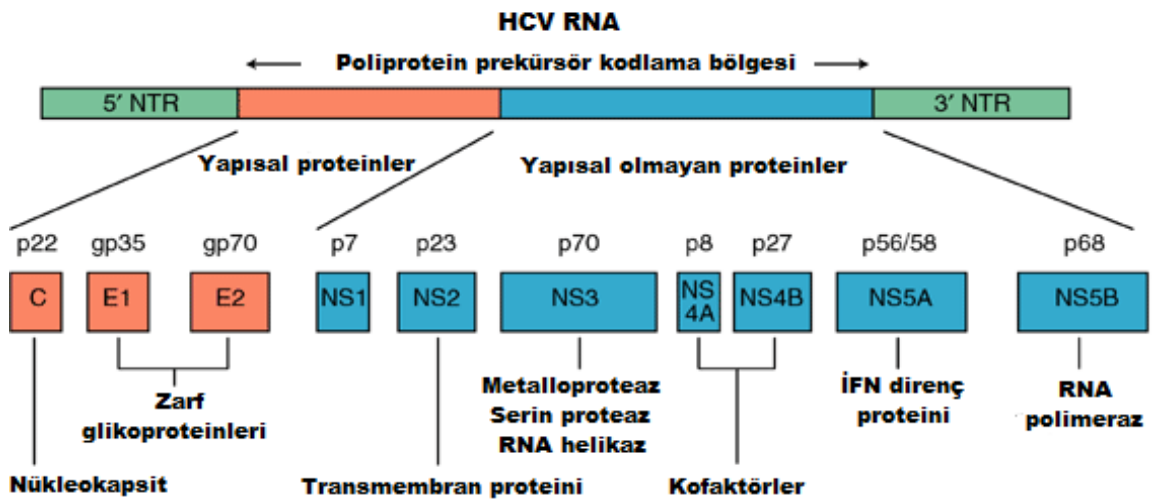 HCV RNA
Poliprotein prekürsör kodlama bölgesi
5′ NTR
3′ NTR
Yapısal proteinler
Yapısal olmayan proteinler
p22 gp35 gp70 p7 p23 p70 p8 p27 p56/58 p68
C E1 E2 NS1 NS2 NS3 NS 4A NS4B NS5A NS5B
Zarf
glikoproteinleri
Metalloproteaz
Serin proteaz
RNA helikaz
İFN direnç
proteini
RNA
polimeraz
Nükleokapsit
Transmembran proteini
Kofaktörler